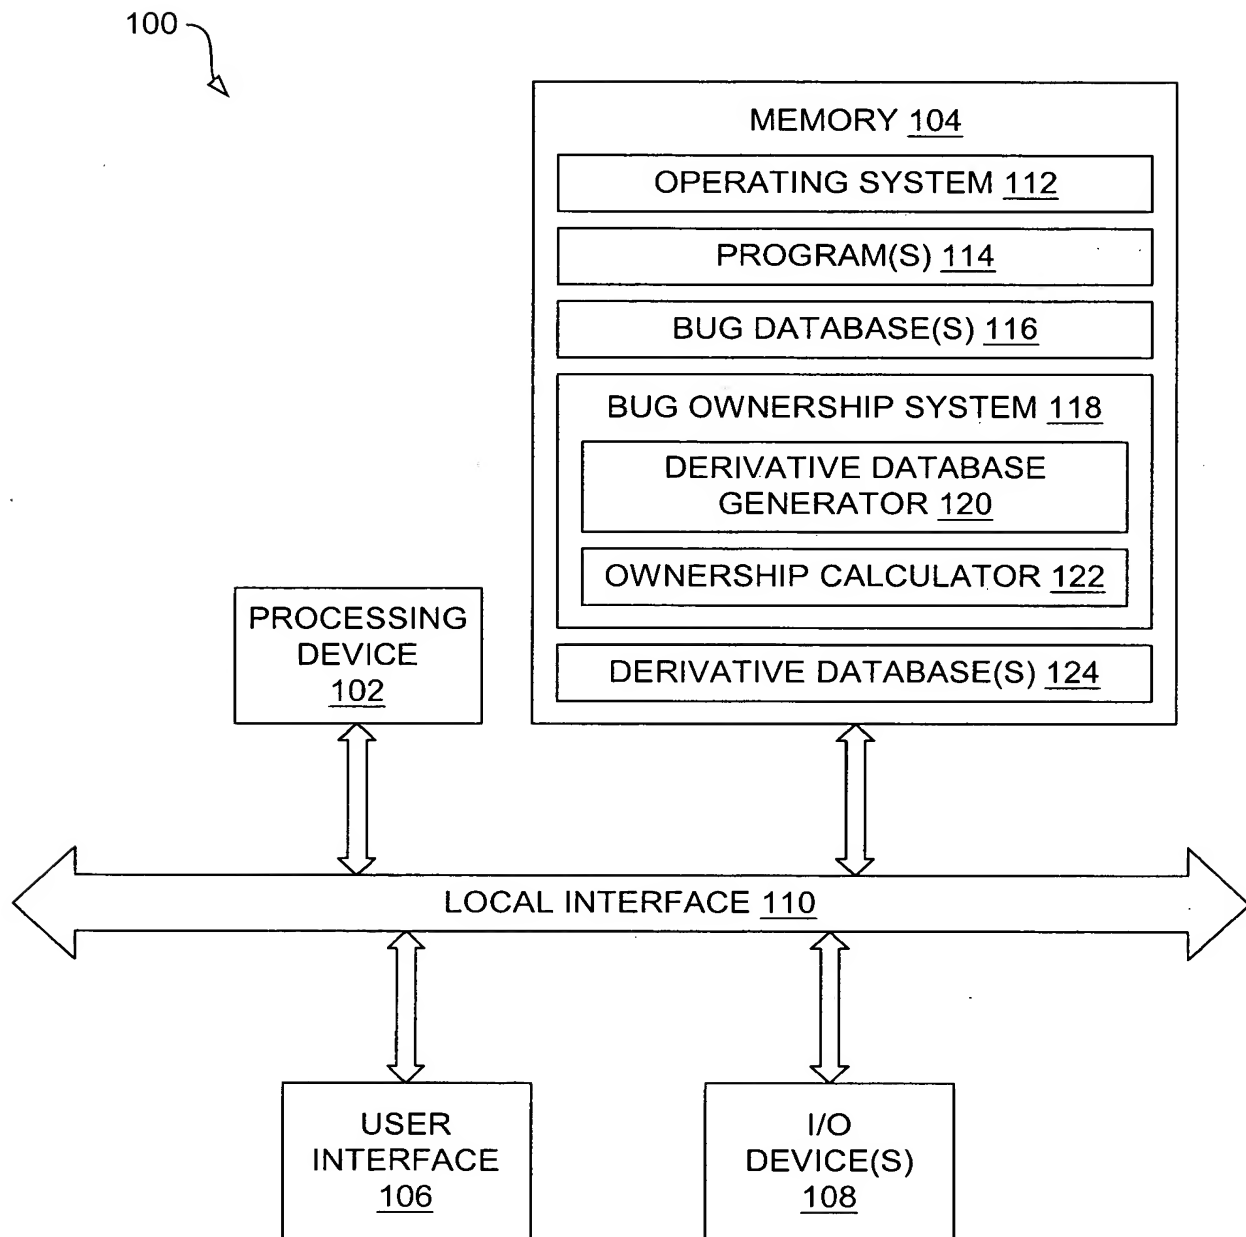 100
MEMORY 104
OPERATING SYSTEM 112
PROGRAM(S) 114
BUG DATABASE(S) 116
BUG OWNERSHIP SYSTEM 118
DERIVATIVE DATABASE
GENERATOR 120
OWNERSHIP CALCULATOR 122
DERIVATIVE DATABASE(S) 124
PROCESSING
DEVICE
102
LOCAL INTERFACE 110
USER
INTERFACE
106
I/O
DEVICE(S)
108